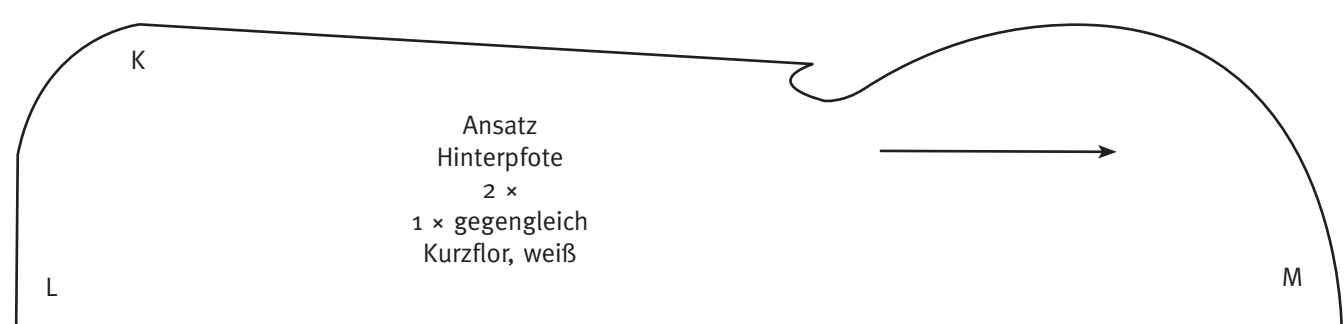 K
Ansatz
Hinterpfote
2 ×
1 × gegengleich
Kurzflor, weiß
L
M